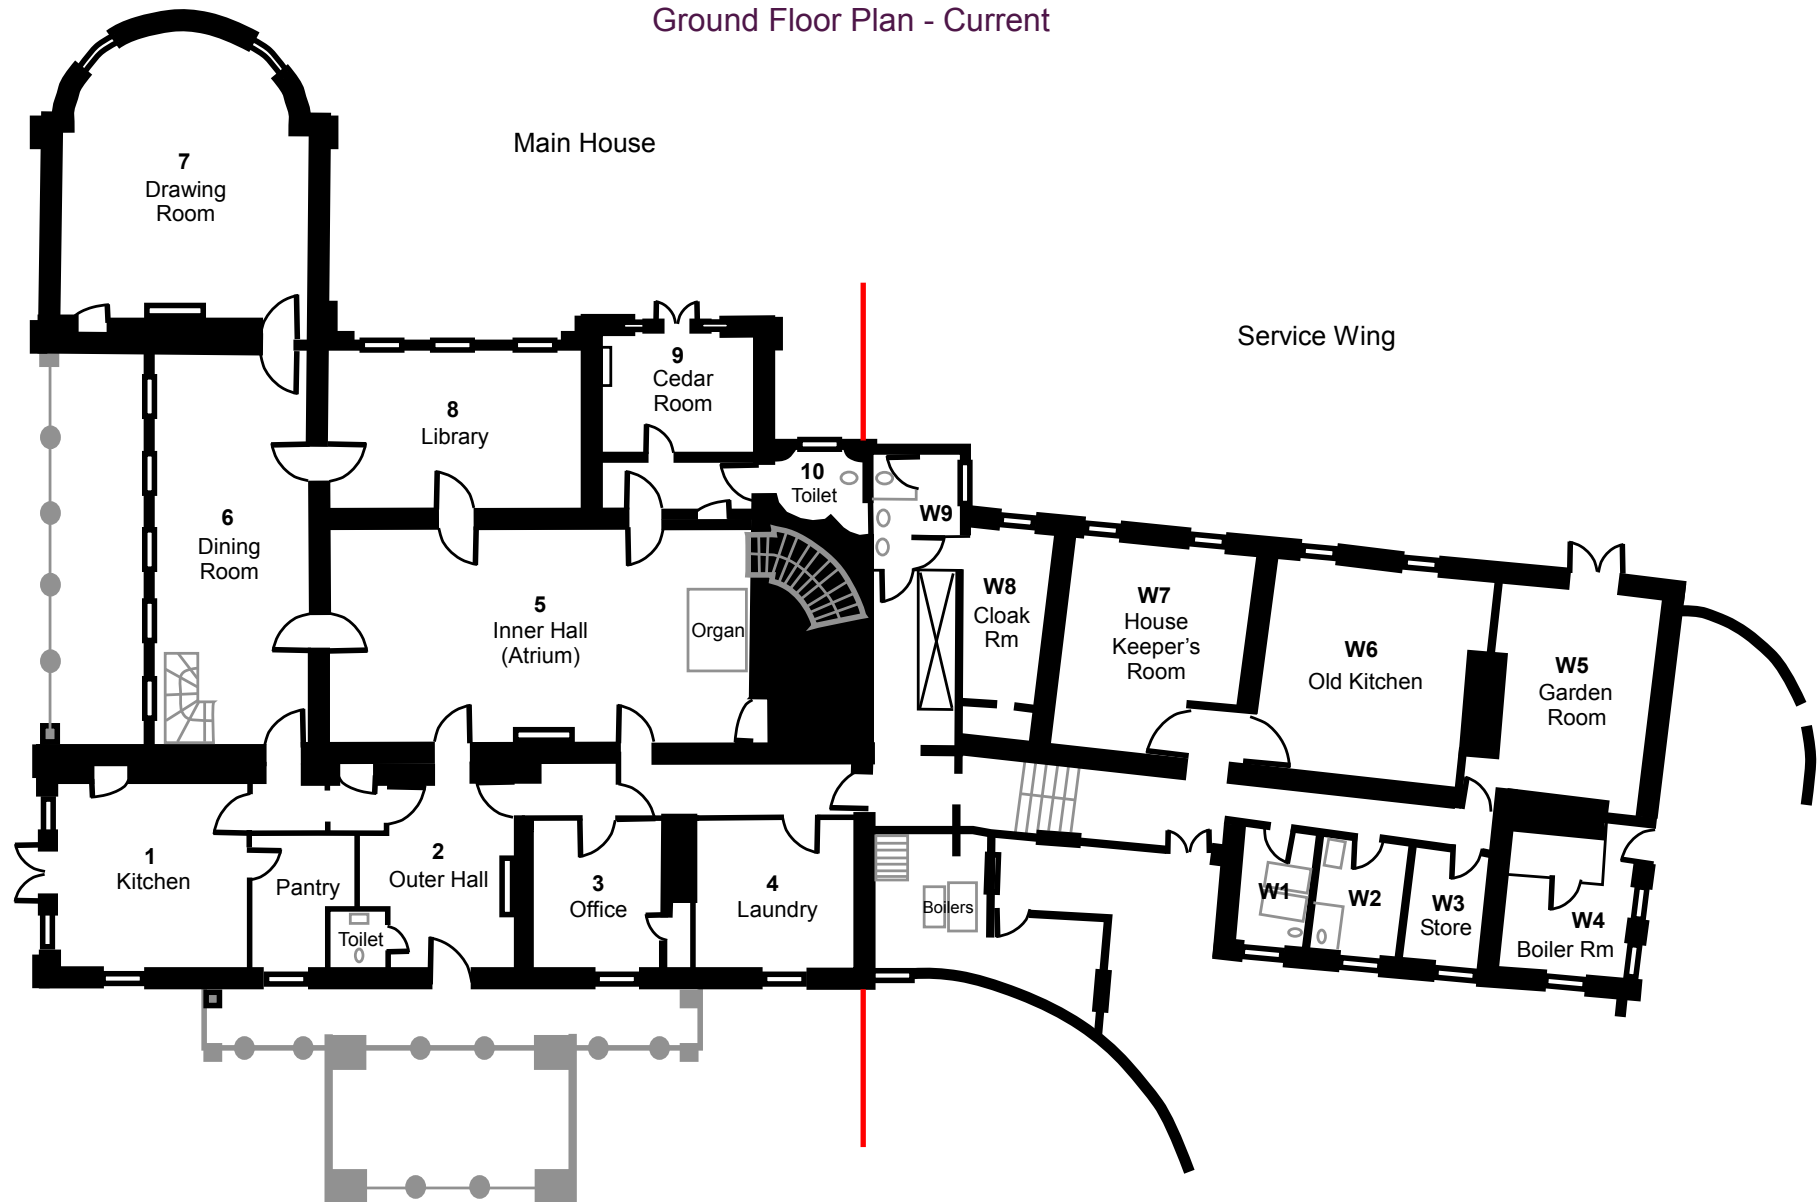 Ground Floor Plan - Current
Main House
Service Wing
7
Drawing
Room
9
Cedar
Room
8
Library
10
Toilet
6
Dining
Room
5
Inner Hall
(Atrium)
Organ
W9
W8
Cloak
Rm
W7
House
Keeper's
Room
W6
Old Kitchen
W5
Garden
Room
1
Kitchen
Pantry
2
Outer Hall
Toilet
3
Office
4
Laundry
Boilers
W1
W2
W3
Store
W4
Boiler Rm